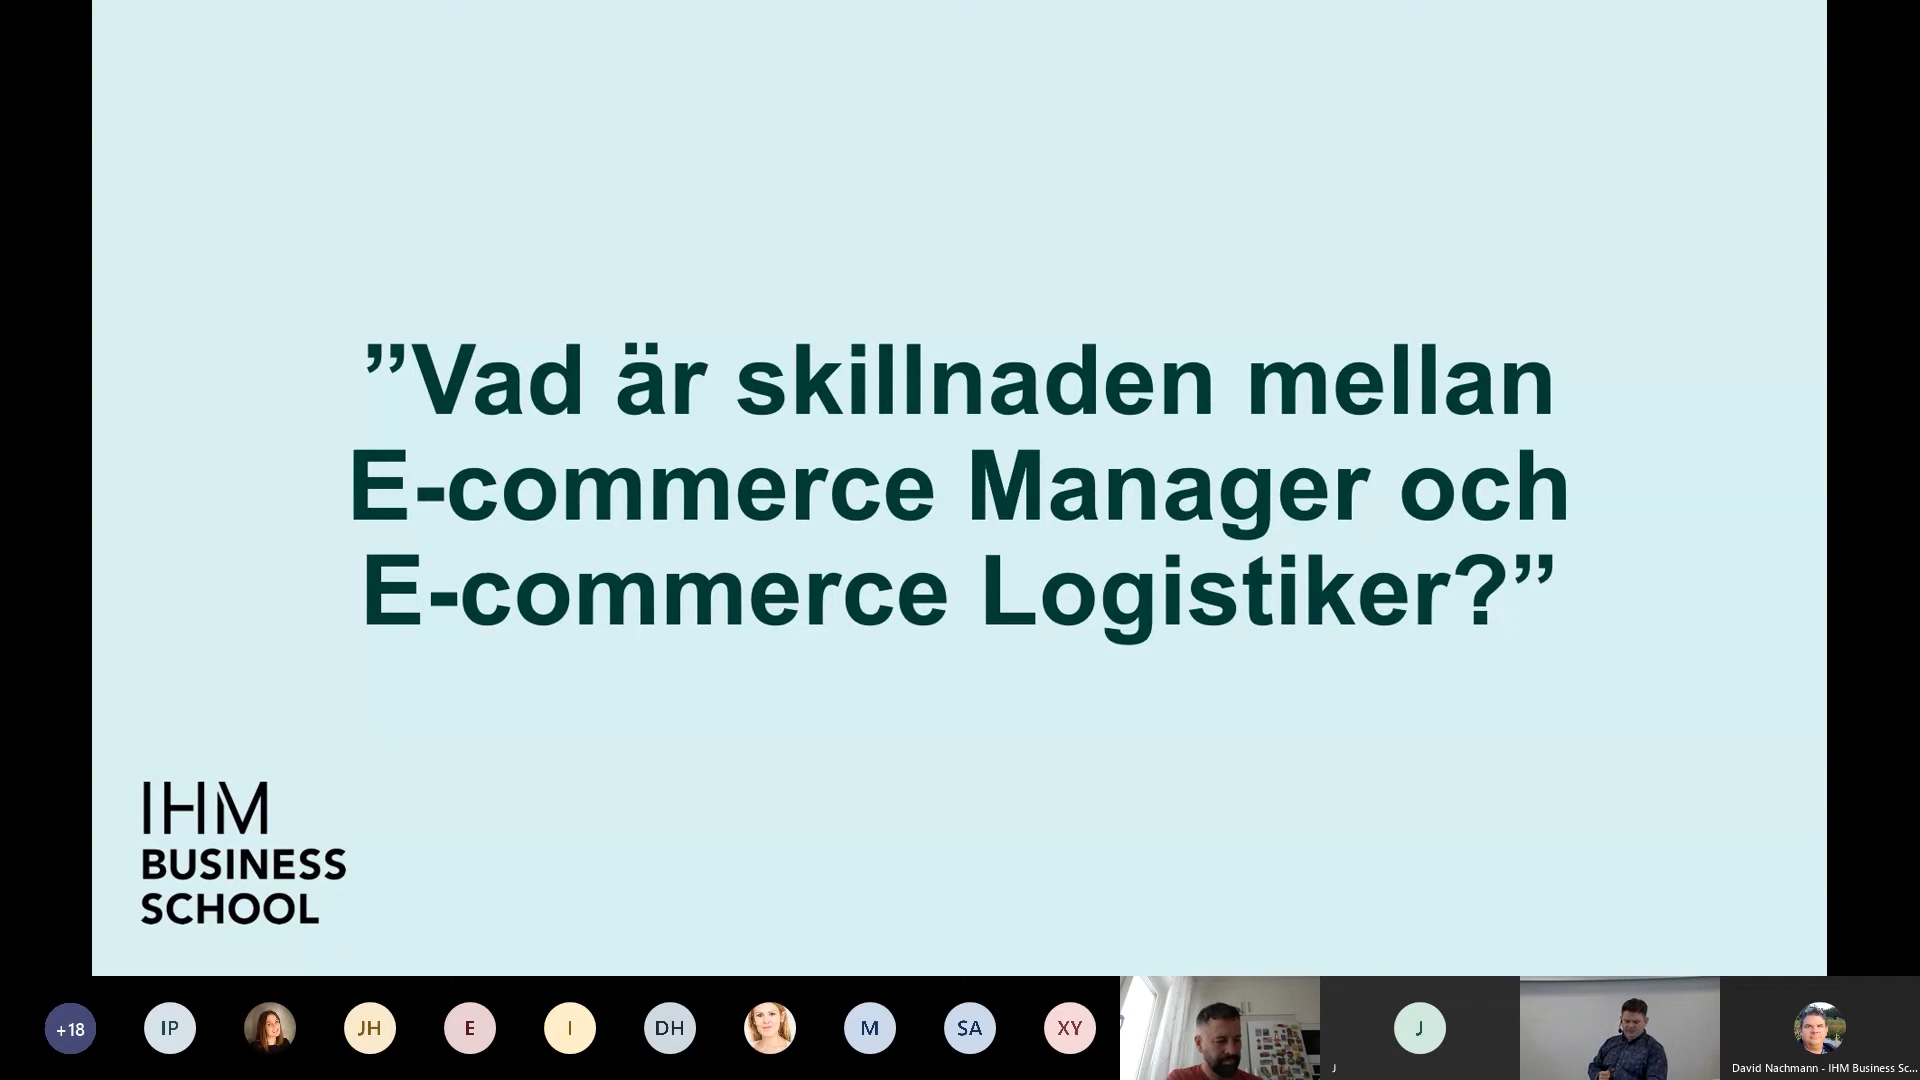 ”Vad är skillnaden mellan
E-commerce Manager och
E-commerce Logistiker?”
IHM
BUSINESS
SCHOOL
+18
IP
JH
E
I
DH
M
SA
XY
J
J
David Nachmann - IHM Business Sc...